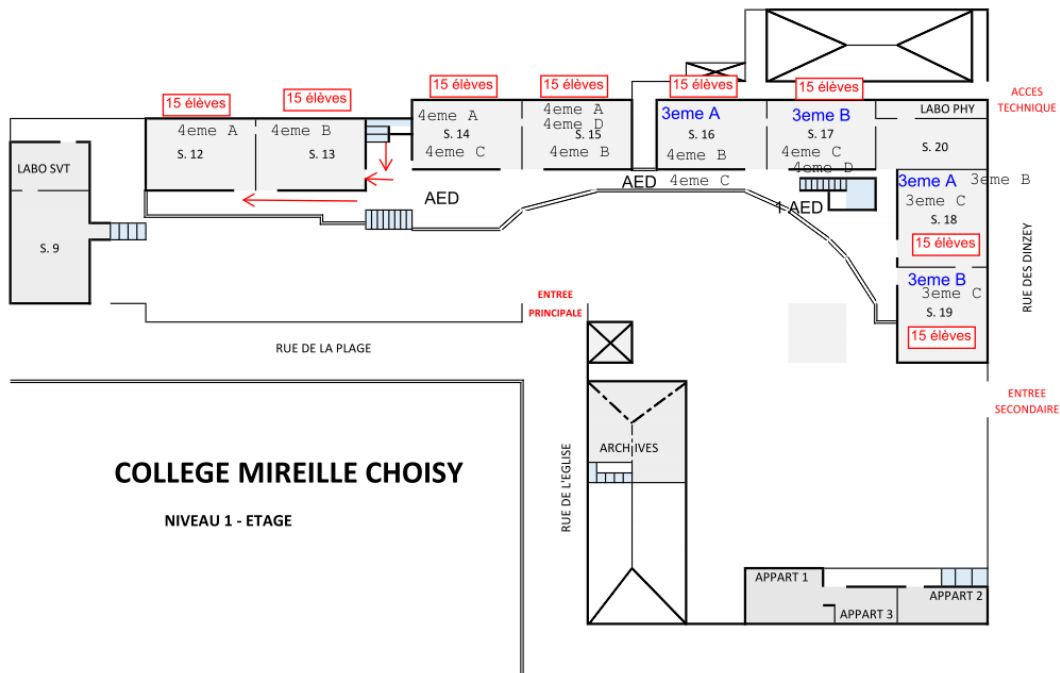 15 élèves
15 élèves
15 élèves
15 élèves
15 élèves
15 élèves
ACCES
TECHNIQUE
LABO PHY
4eme A
S. 12
4eme B
S. 13
4eme A
S. 14
4eme C
4eme A
4eme D
S. 15
4eme B
3eme A
S. 16
4eme B
3eme B
S. 17
4eme C
4eme D
S. 20
LABO SVT
S. 9
AED
AED
4eme C
1 AED
3eme A
3eme B
3eme C
S. 18
15 élèves
3eme B
3eme C
S. 19
15 élèves
RUE DES DINZEY
ENTREE
PRINCIPALE
RUE DE LA PLAGE
ENTREE
SECONDAIRE
ARCHIVES
RUE DE L'EGLISE
COLLEGE MIREILLE CHOISY
NIVEAU 1 - ETAGE
APPART 1
APPART 2
APPART 3